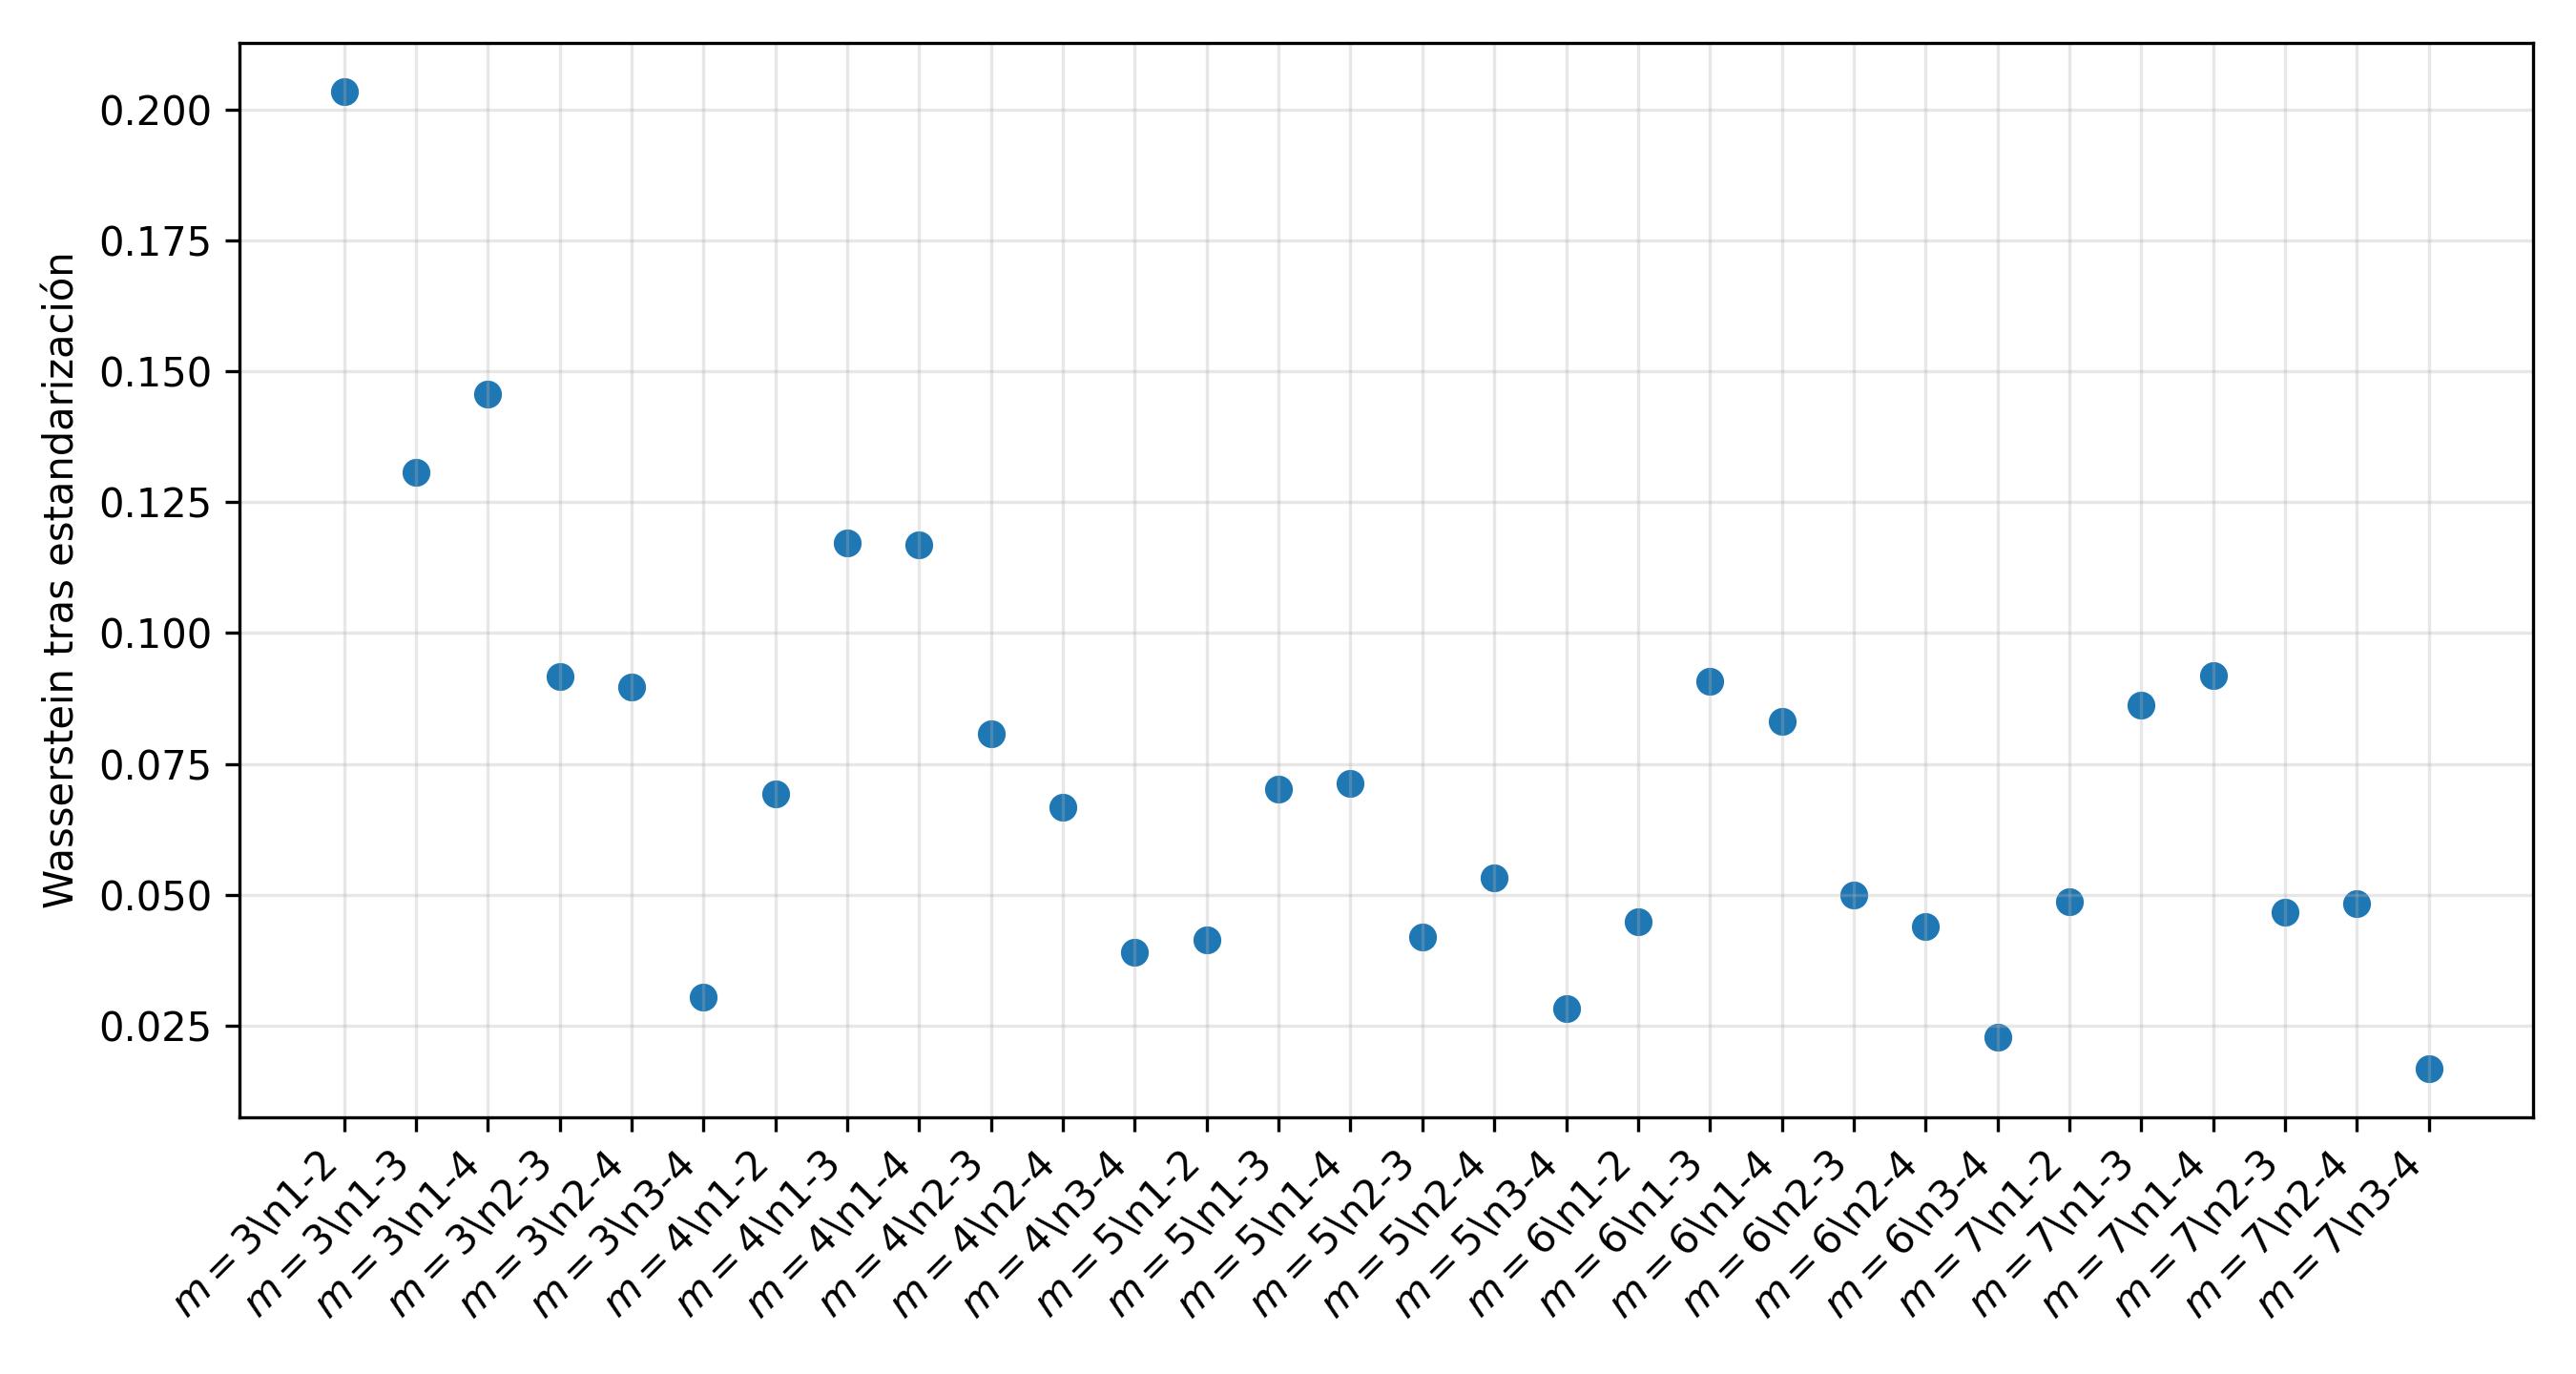 Wasserstein tras estandarización
0.200
0.175
0.150
0.125
0.100
0.075
0.050
0.025
m = 3\n1-2
m = 3\n1-3
m = 3\n1-4
m = 3\n2-3
m = 3\n2-4
m = 3\n3-4
m = 4\n1-2
m = 4\n1-3
m = 4\n1-4
m = 4\n2-3
m = 4\n2-4
m = 4\n3-4
m = 5\n1-2
m = 5\n1-3
m = 5\n1-4
m = 5\n2-3
m = 5\n2-4
m = 5\n3-4
m = 6\n1-2
m = 6\n1-3
m = 6\n1-4
m = 6\n2-3
m = 6\n2-4
m = 6\n3-4
m = 7\n1-2
m = 7\n1-3
m = 7\n1-4
m = 7\n2-3
m = 7\n2-4
m = 7\n3-4